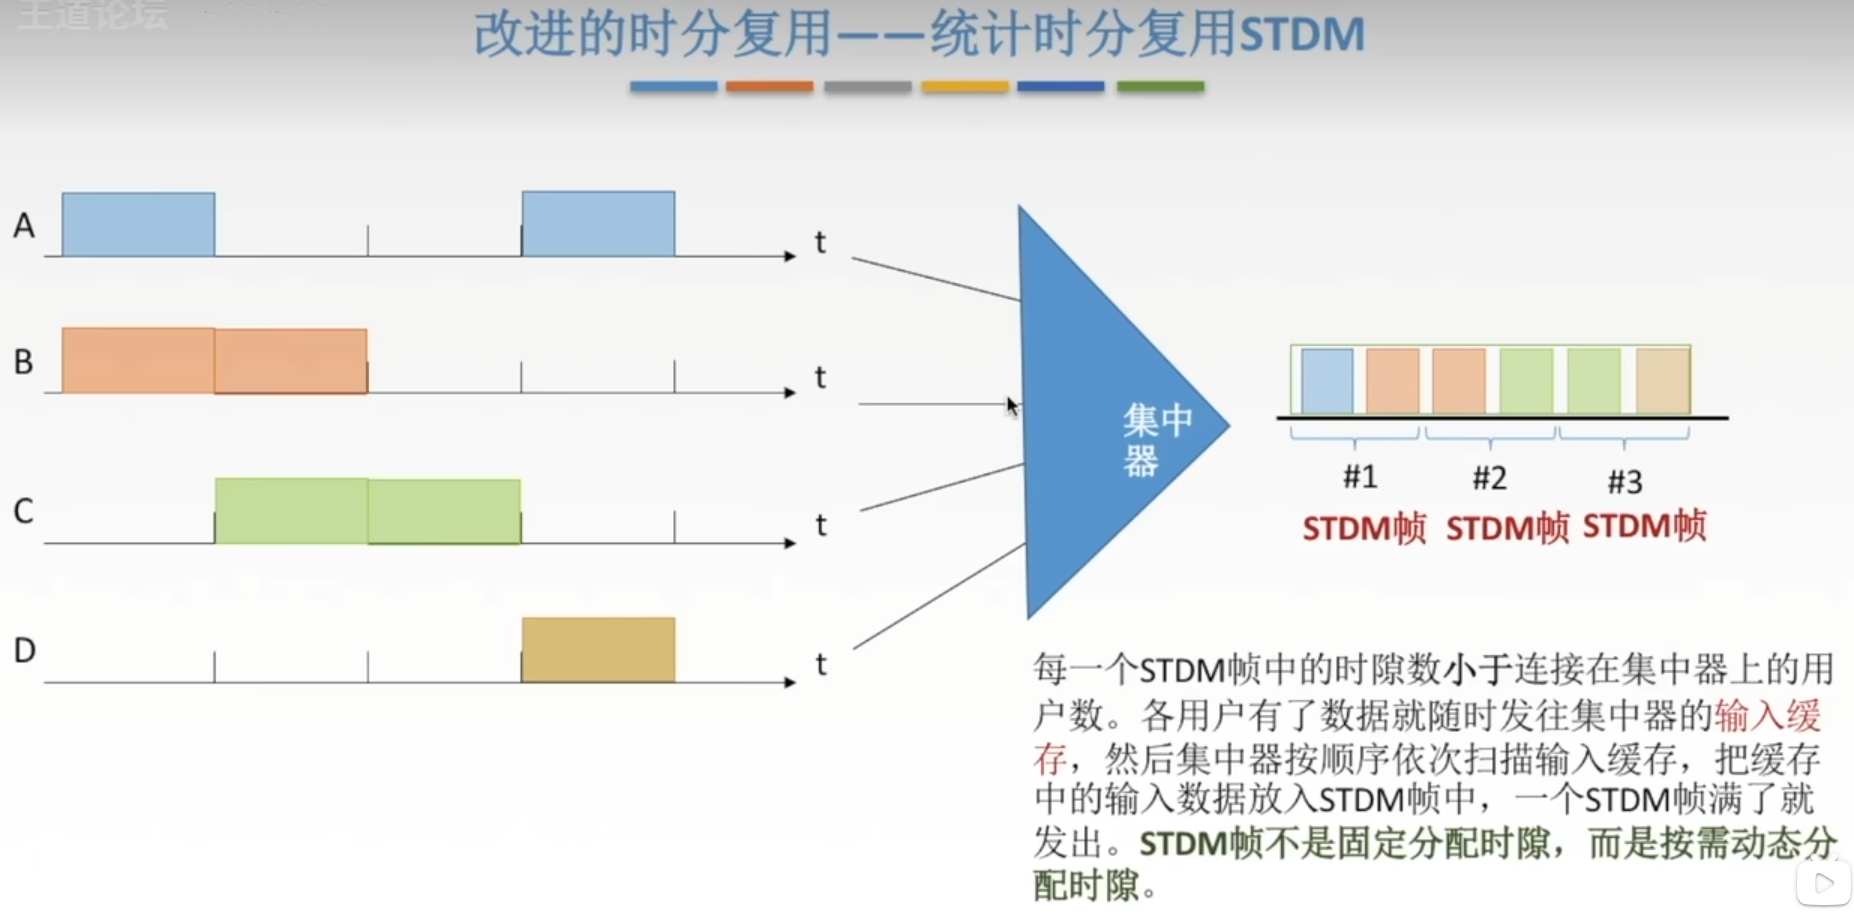 王道论坛
改进的时分复用——统计时分复用STDM
A
t
B
t
C
t
D
t
集中
器
#1
#2
#3
STDM帧
STDM帧
STDM帧
每一个STDM帧中的时隙数小于连接在集中器上的用
户数。各用户有了数据就随时发往集中器的输入缓
存，然后集中器按顺序依次扫描输入缓存，把缓存
中的输入数据放入STDM帧中，一个STDM帧满了就
发出。STDM帧不是固定分配时隙，而是按需动态分
配时隙。